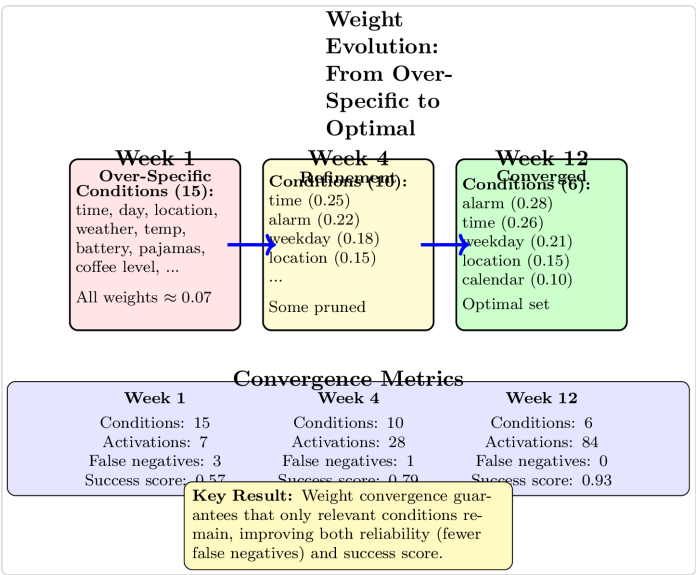 Weight
Evolution:
From Over-
Specific to
Optimal
Week 1
Over-Specific
Conditions (15):
time, day, location,
weather, temp,
battery, pajamas,
coffee level, ...
All weights ≈ 0.07
Week 4
Refinement
Conditions (10):
time (0.25)
alarm (0.22)
weekday (0.18)
location (0.15)
...
Some pruned
Week 12
Converged
Conditions (6):
alarm (0.28)
time (0.26)
weekday (0.21)
location (0.15)
calendar (0.10)
Optimal set
Convergence Metrics
Week 1
Conditions: 15
Activations: 7
False negatives: 3
Success score: 0.57
Week 4
Conditions: 10
Activations: 28
False negatives: 1
Success score: 0.79
Week 12
Conditions: 6
Activations: 84
False negatives: 0
Success score: 0.93
Key Result: Weight convergence guar-
antees that only relevant conditions re-
main, improving both reliability (fewer
false negatives) and success score.